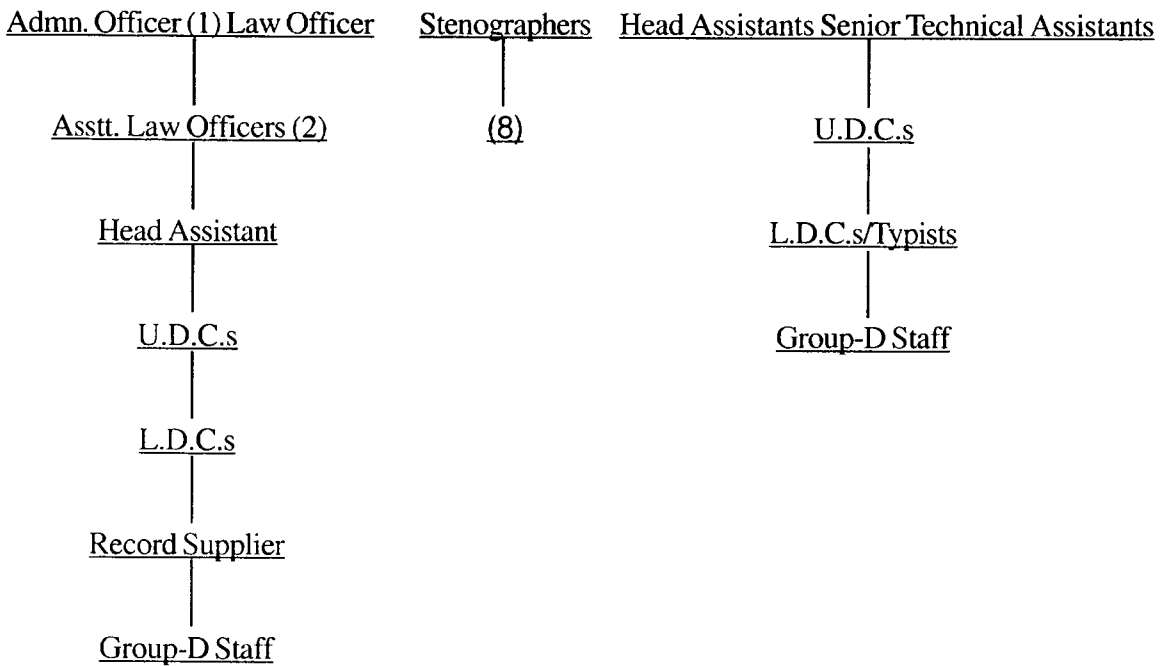 Admn. Officer (1) Law Officer
Asstt. Law Officers (2)
Head Assistant
U.D.C.s
L.D.C.s
Record Supplier
Group-D Staff
Stenographers
(8)
Head Assistants Senior Technical Assistants
U.D.C.s
L.D.C.s/Typists
Group-D Staff